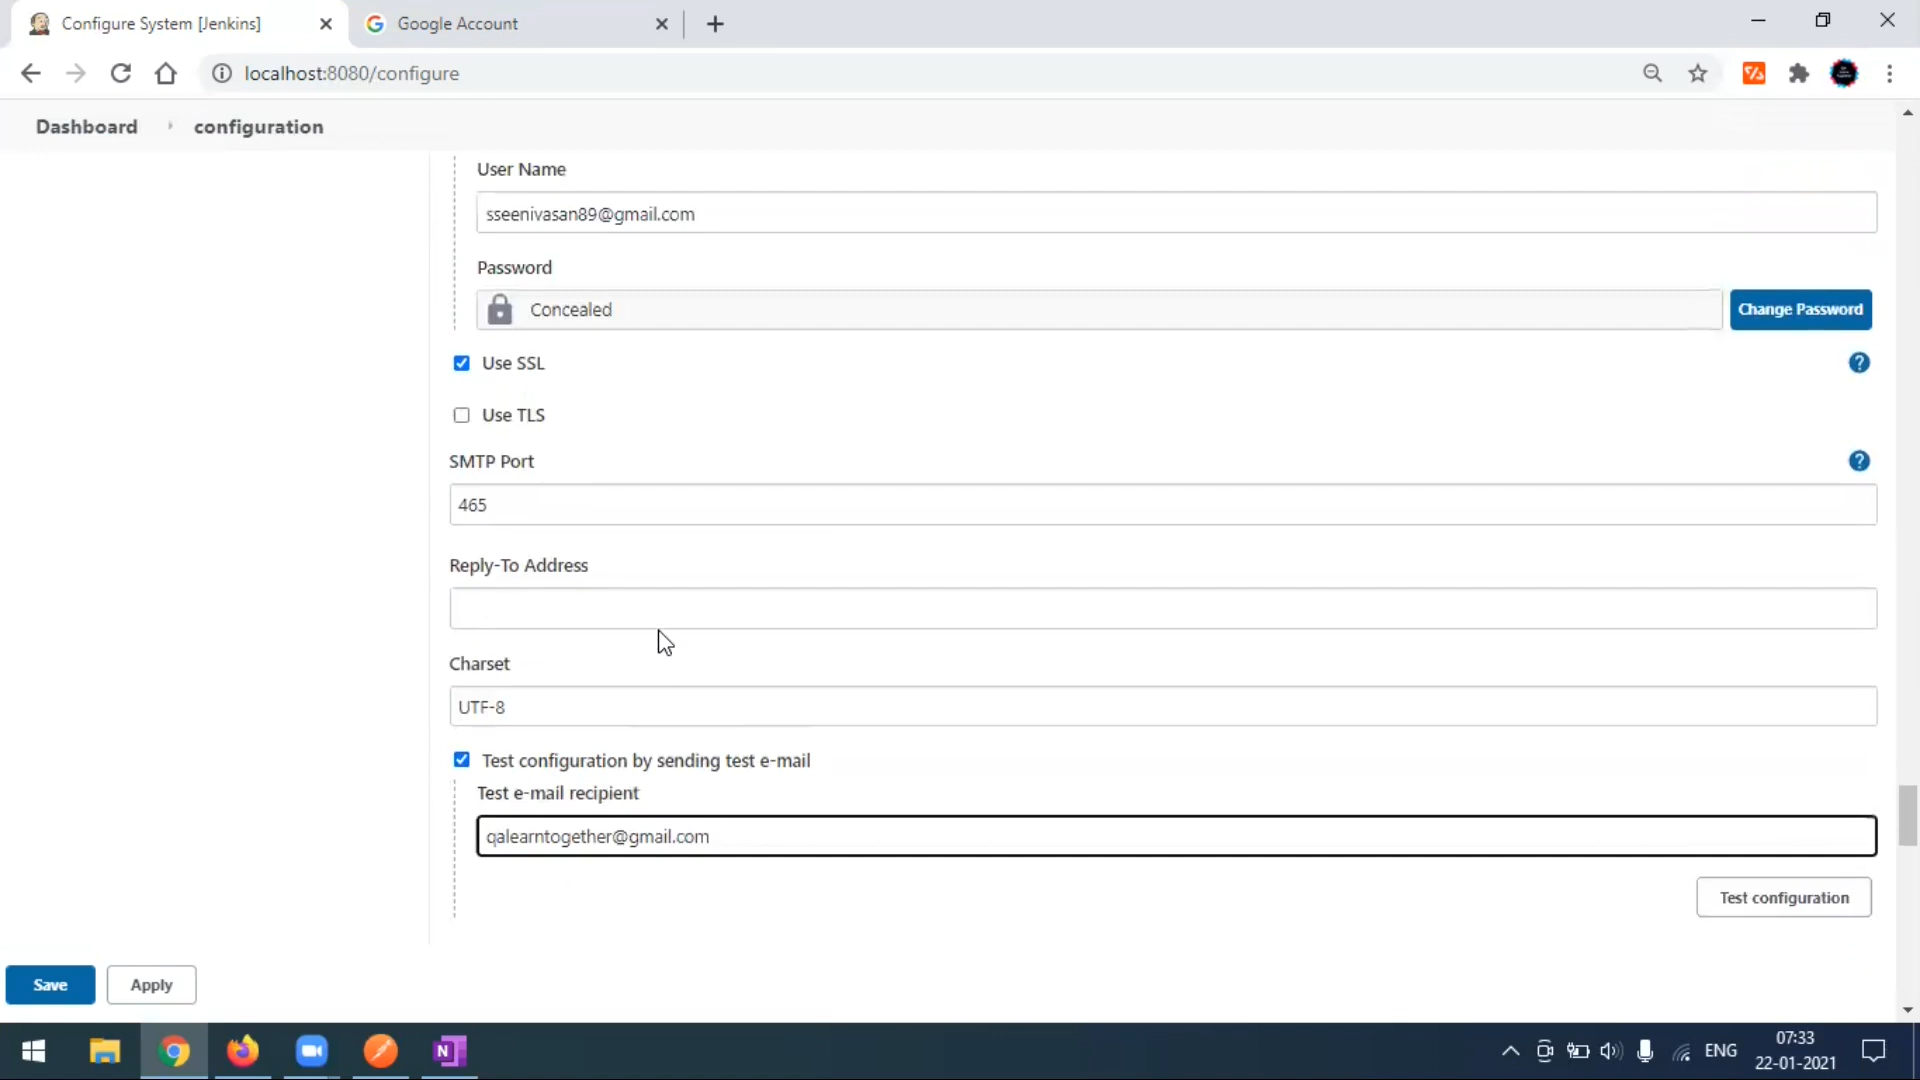 Configure System [Jenkins]
Google Account
localhost:8080/configure
Dashboard
configuration
User Name
sseenivasan89@gmail.com
Password
Concealed
Change Password
Use SSL
?
Use TLS
SMTP Port
?
465
Reply-To Address
Charset
UTF-8
Test configuration by sending test e-mail
Test e-mail recipient
qalearntogether@gmail.com
Test configuration
Save
Apply
N
ENG
07:33
22-01-2021